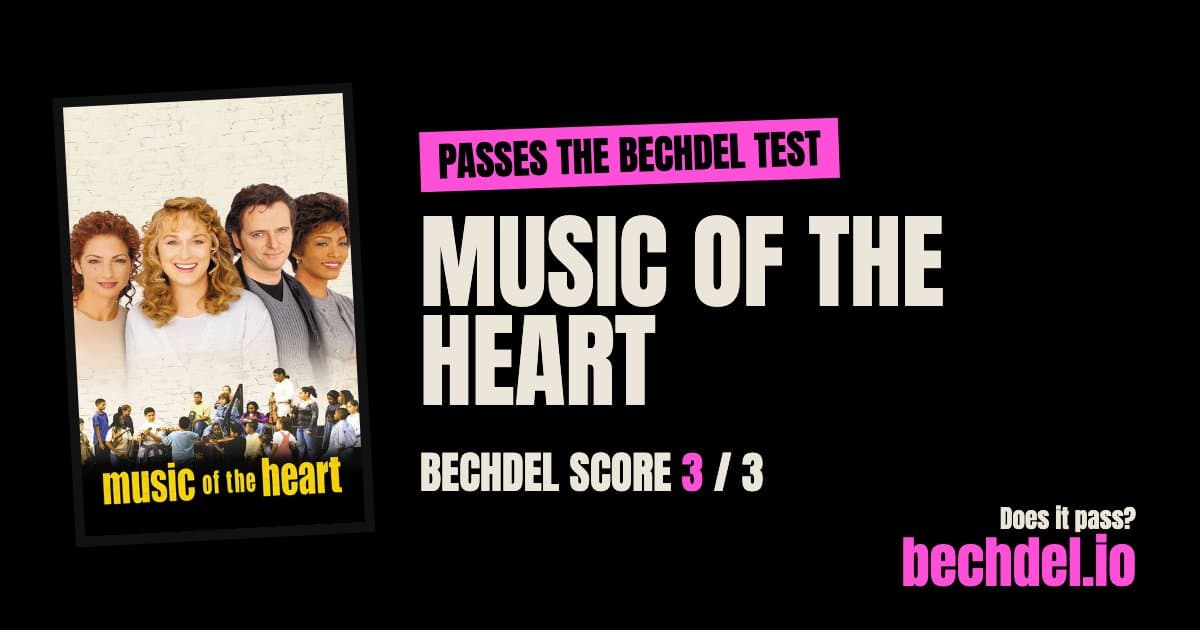 PASSES THE BECHDEL TEST
MUSIC OF THE
HEART
BECHDEL SCORE 3 / 3
music of the heart
Does it pass?
bechdel.io